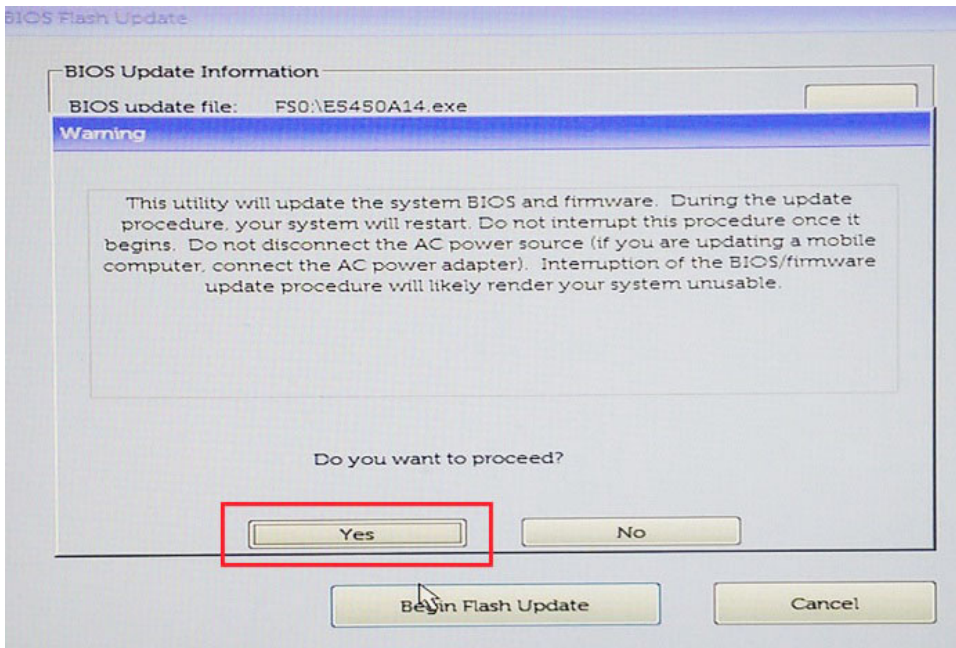 BIOS Flash Update
BIOS Update Information
BIOS update file: FS0:\E5450A14.exe
Warning
This utility will update the system BIOS and firmware. During the update
procedure, your system will restart. Do not interrupt this procedure once it
begins. Do not disconnect the AC power source (if you are updating a mobile
computer, connect the AC power adapter). Interruption of the BIOS/firmware
update procedure will likely render your system unusable.
Do you want to proceed?
Yes No
Begin Flash Update Cancel